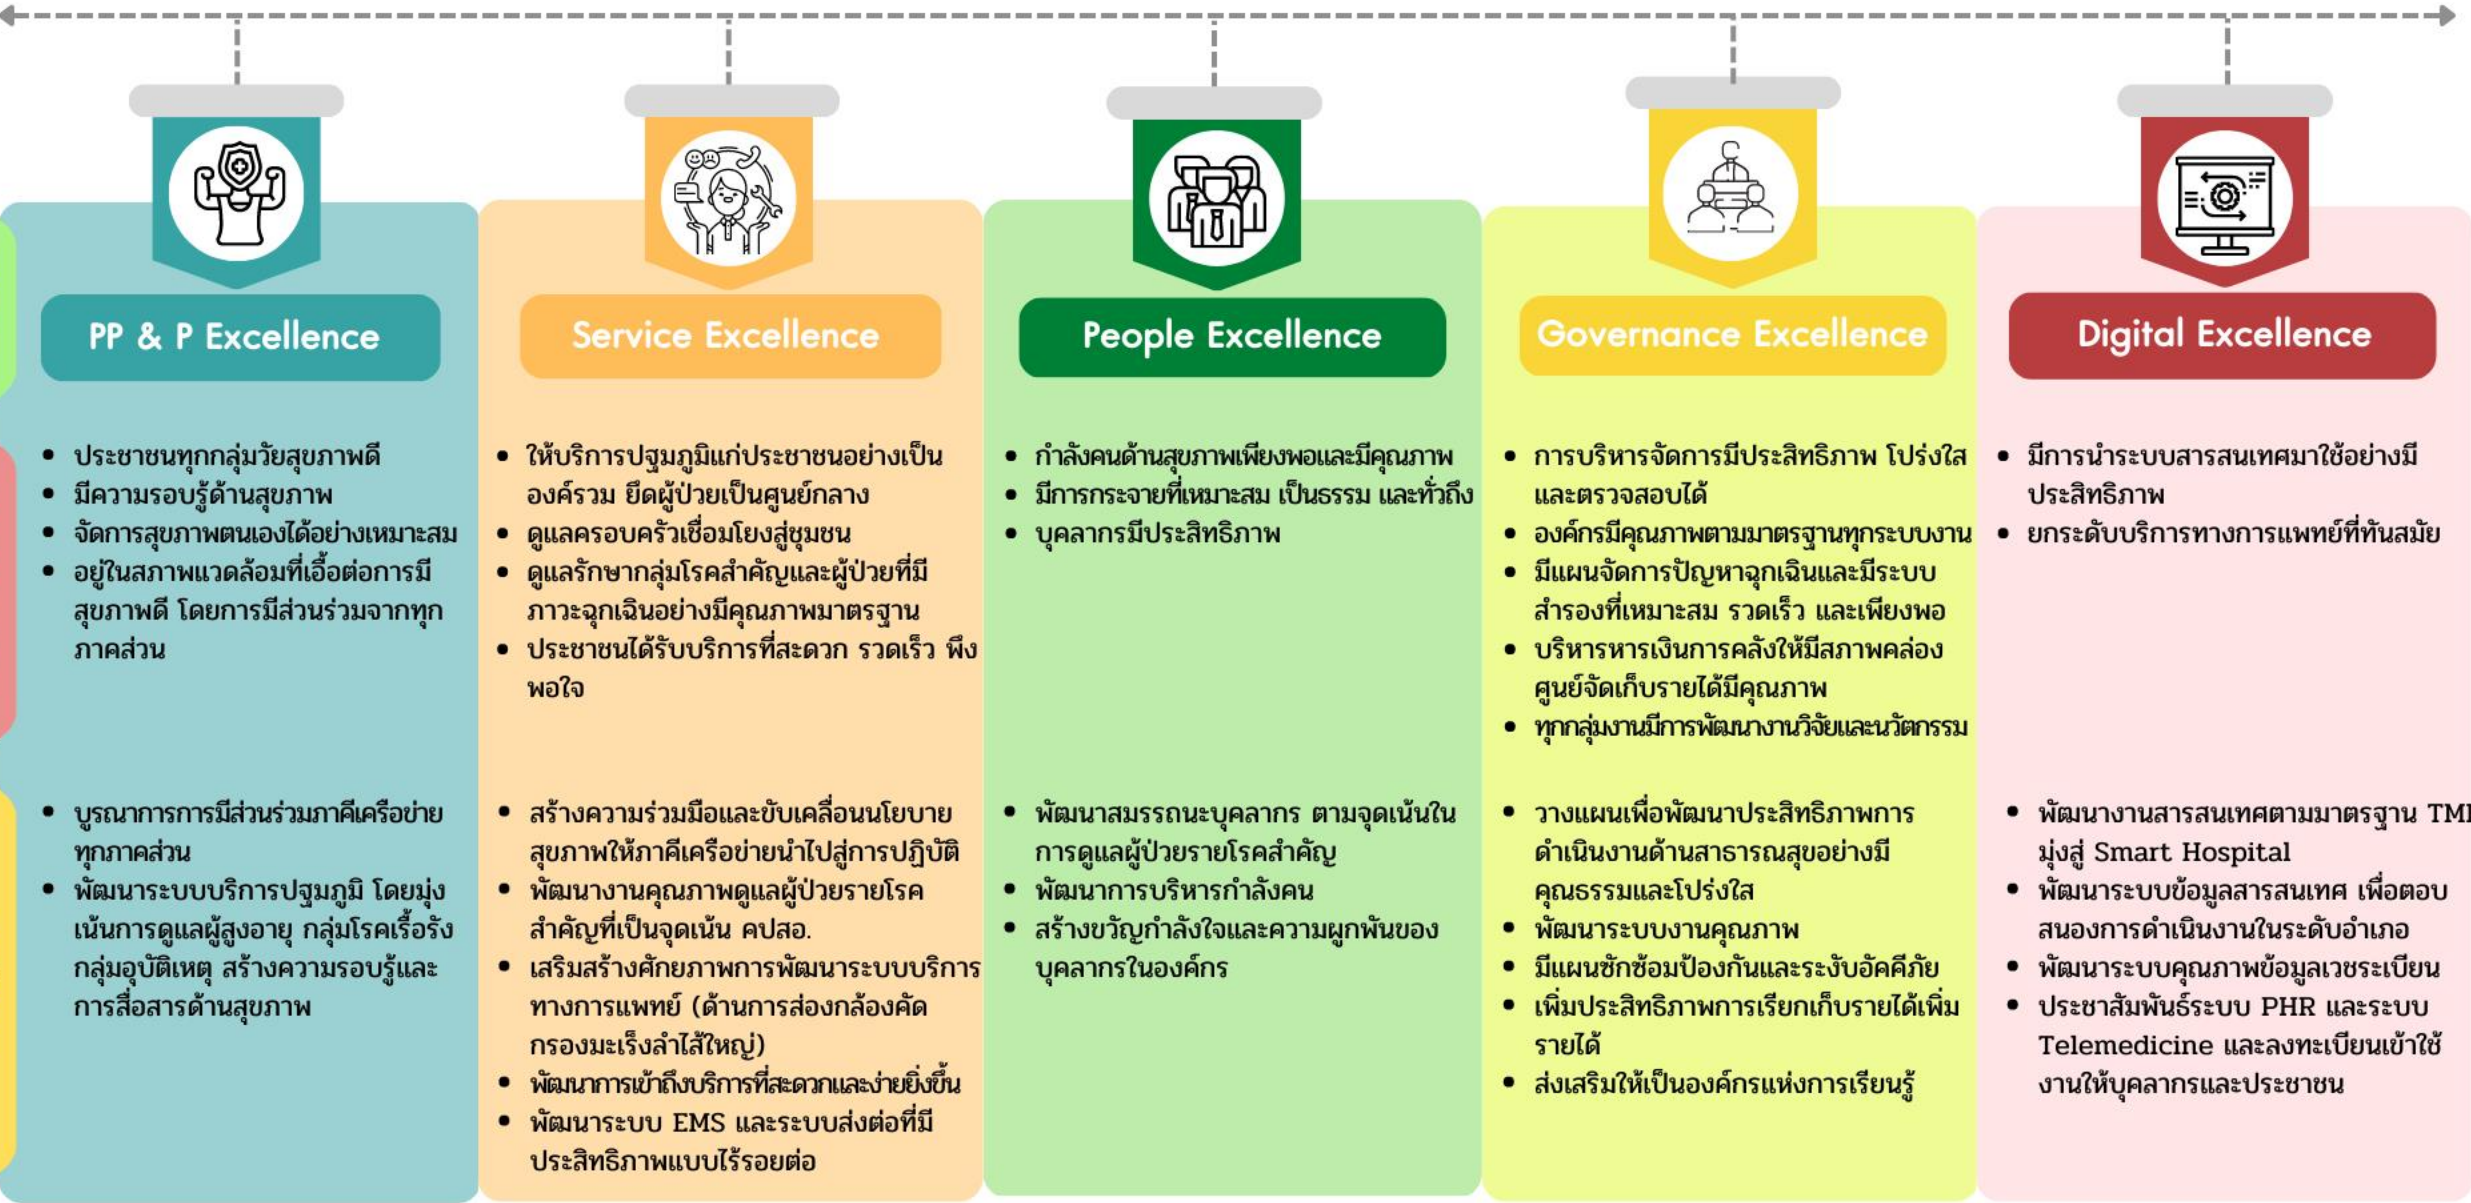 PP & P Excellence
ประชาชนทุกกลุ่มวัยสุขภาพดี
มีความรอบรู้ด้านสุขภาพ
จัดการสุขภาพตนเองได้อย่างเหมาะสม
อยู่ในสภาพแวดล้อมที่เอื้อต่อการมี
สุขภาพดี โดยการมีส่วนร่วมจากทุก
ภาคส่วน
บูรณาการการมีส่วนร่วมภาคีเครือข่าย
ทุกภาคส่วน
พัฒนาระบบบริการปฐมภูมิ โดยมุ่ง
เน้นการดูแลผู้สูงอายุ กลุ่มโรคเรื้อรัง
กลุ่มอุบัติเหตุ สร้างความรอบรู้และ
การสื่อสารด้านสุขภาพ
Service Excellence
ให้บริการปฐมภูมิแก่ประชาชนอย่างเป็น
องค์รวม ยึดผู้ป่วยเป็นศูนย์กลาง
ดูแลครอบครัวเชื่อมโยงสู่ชุมชน
ดูแลรักษากลุ่มโรคสำคัญและผู้ป่วยที่มี
ภาวะฉุกเฉินอย่างมีคุณภาพมาตรฐาน
ประชาชนได้รับบริการที่สะดวก รวดเร็ว พึง
พอใจ
สร้างความร่วมมือและขับเคลื่อนนโยบาย
สุขภาพให้ภาคีเครือข่ายนำไปสู่การปฏิบัติ
พัฒนางานคุณภาพดูแลผู้ป่วยรายโรค
สำคัญที่เป็นจุดเน้น คปสอ.
เสริมสร้างศักยภาพการพัฒนาระบบบริการ
ทางการแพทย์ (ด้านการส่องกล้องคัด
กรองมะเร็งลำไส้ใหญ่)
พัฒนาการเข้าถึงบริการที่สะดวกและง่ายยิ่งขึ้น
พัฒนาระบบ EMS และระบบส่งต่อที่มี
ประสิทธิภาพแบบไร้รอยต่อ
People Excellence
กำลังคนด้านสุขภาพเพียงพอและมีคุณภาพ
มีการกระจายที่เหมาะสม เป็นธรรม และทั่วถึง
บุคลากรมีประสิทธิภาพ
พัฒนาสมรรถนะบุคลากร ตามจุดเน้นใน
การดูแลผู้ป่วยรายโรคสำคัญ
พัฒนาการบริหารกำลังคน
สร้างขวัญกำลังใจและความผูกพันของ
บุคลากรในองค์กร
Governance Excellence
การบริหารจัดการมีประสิทธิภาพ โปร่งใส
และตรวจสอบได้
องค์กรมีคุณภาพตามมาตรฐานทุกระบบงาน
มีแผนจัดการปัญหาฉุกเฉินและมีระบบ
สำรองที่เหมาะสม รวดเร็ว และเพียงพอ
บริหารหารเงินการคลังให้มีสภาพคล่อง
ศูนย์จัดเก็บรายได้มีคุณภาพ
ทุกกลุ่มงานมีการพัฒนางานวิจัยและนวัตกรรม
วางแผนเพื่อพัฒนาประสิทธิภาพการ
ดำเนินงานด้านสาธารณสุขอย่างมี
คุณธรรมและโปร่งใส
พัฒนาระบบงานคุณภาพ
มีแผนซักซ้อมป้องกันและระงับอัคคีภัย
เพิ่มประสิทธิภาพการเรียกเก็บรายได้เพิ่ม
รายได้
ส่งเสริมให้เป็นองค์กรแห่งการเรียนรู้
Digital Excellence
มีการนำระบบสารสนเทศมาใช้อย่างมี
ประสิทธิภาพ
ยกระดับบริการทางการแพทย์ที่ทันสมัย
พัฒนางานสารสนเทศตามมาตรฐาน
มุ่งสู่ Smart Hospital
พัฒนาระบบข้อมูลสารสนเทศ เพื่อตอบ
สนองการดำเนินงานในระดับอำเภอ
พัฒนาระบบคุณภาพข้อมูลเวชระเบียน
ประชาสัมพันธ์ระบบ PHR และระบบ
Telemedicine และลงทะเบียนเข้าใช้
งานให้บุคลากรและประชาชน